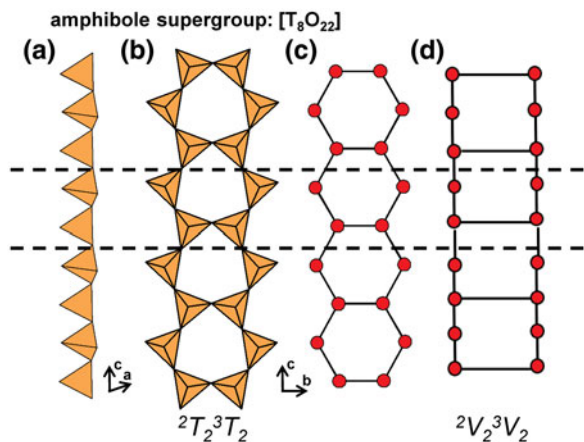 amphibole supergroup: [T₈O₂₂]
(a) (b) (c) (d)
c
a
c
b
²T₂³T₂
²V₂³V₂